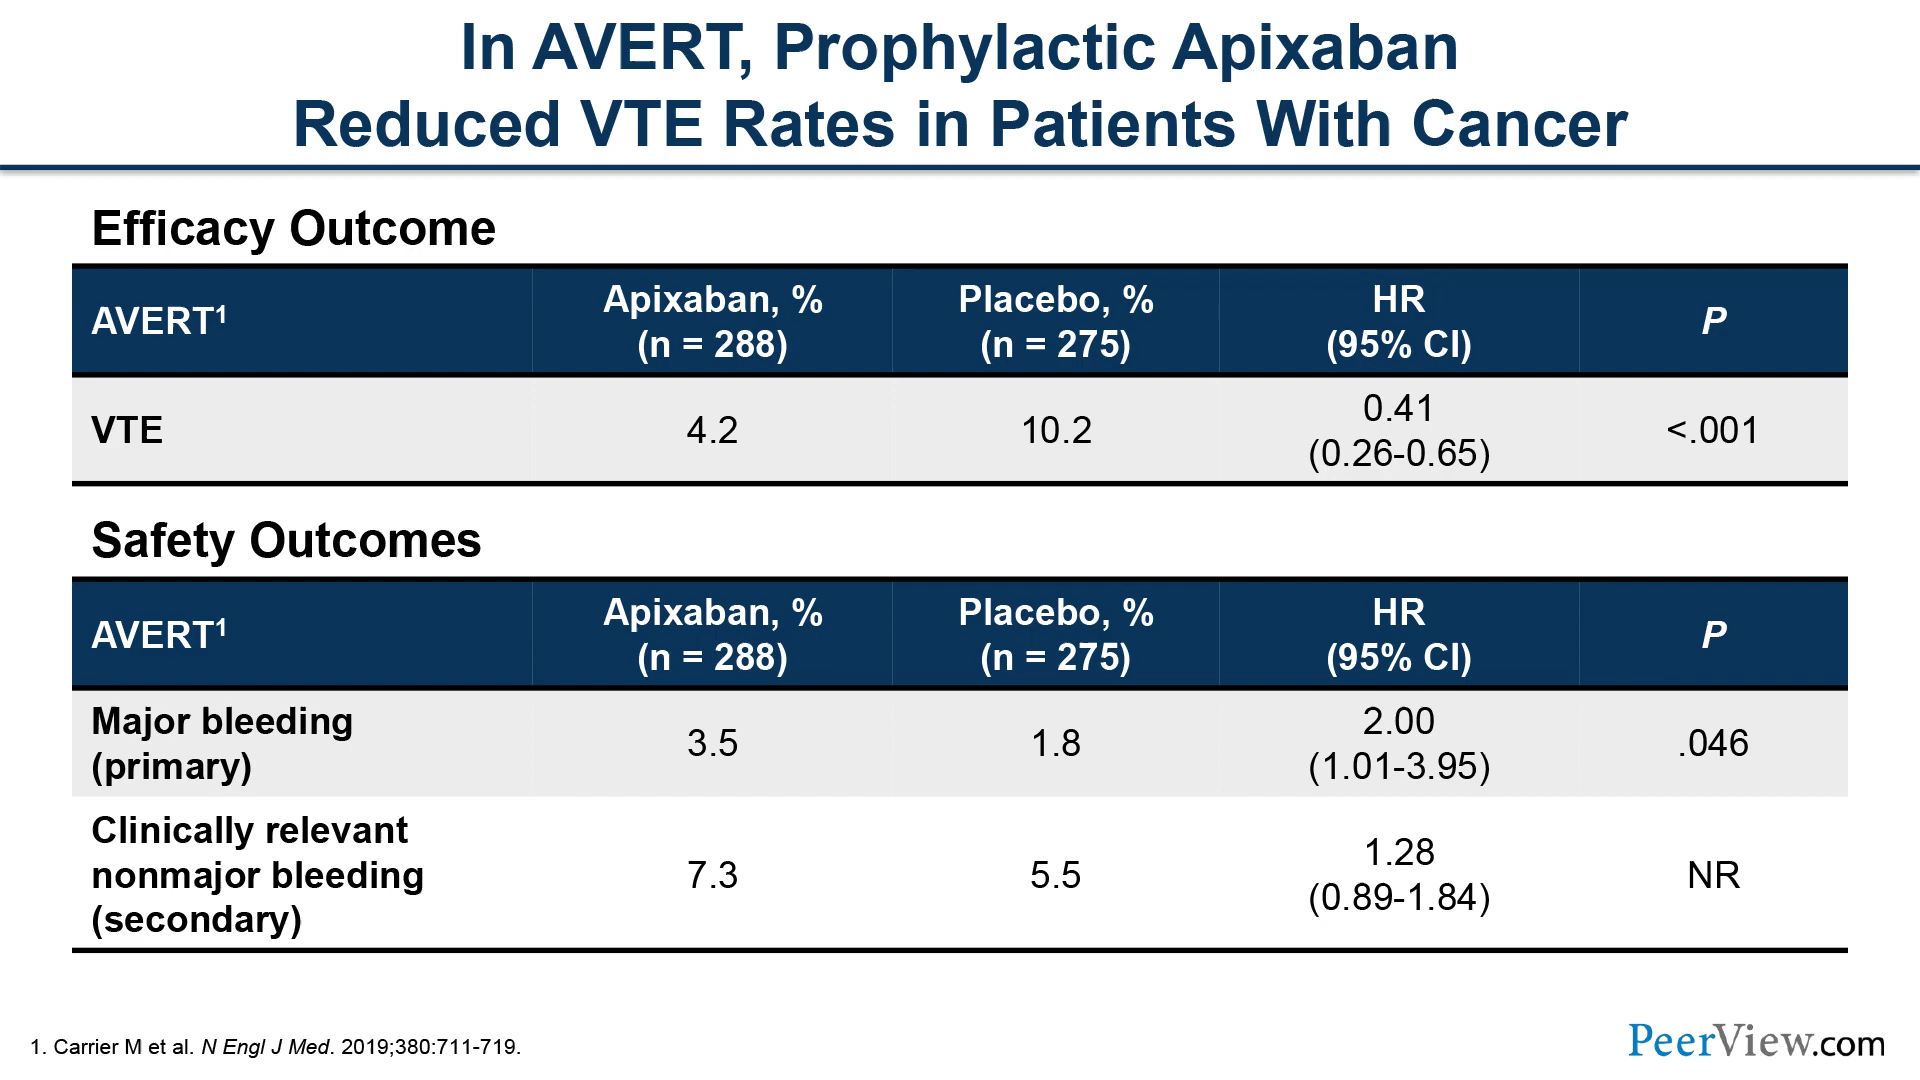 In AVERT, Prophylactic Apixaban
Reduced VTE Rates in Patients With Cancer
Efficacy Outcome
AVERT¹ Apixaban, % (n = 288) Placebo, % (n = 275) HR (95% CI) P
VTE 4.2 10.2 0.41 (0.26-0.65) <.001
Safety Outcomes
AVERT¹ Apixaban, % (n = 288) Placebo, % (n = 275) HR (95% CI) P
Major bleeding (primary) 3.5 1.8 2.00 (1.01-3.95) .046
Clinically relevant nonmajor bleeding (secondary) 7.3 5.5 1.28 (0.89-1.84) NR
1. Carrier M et al. N Engl J Med. 2019;380:711-719.
PeerView.com